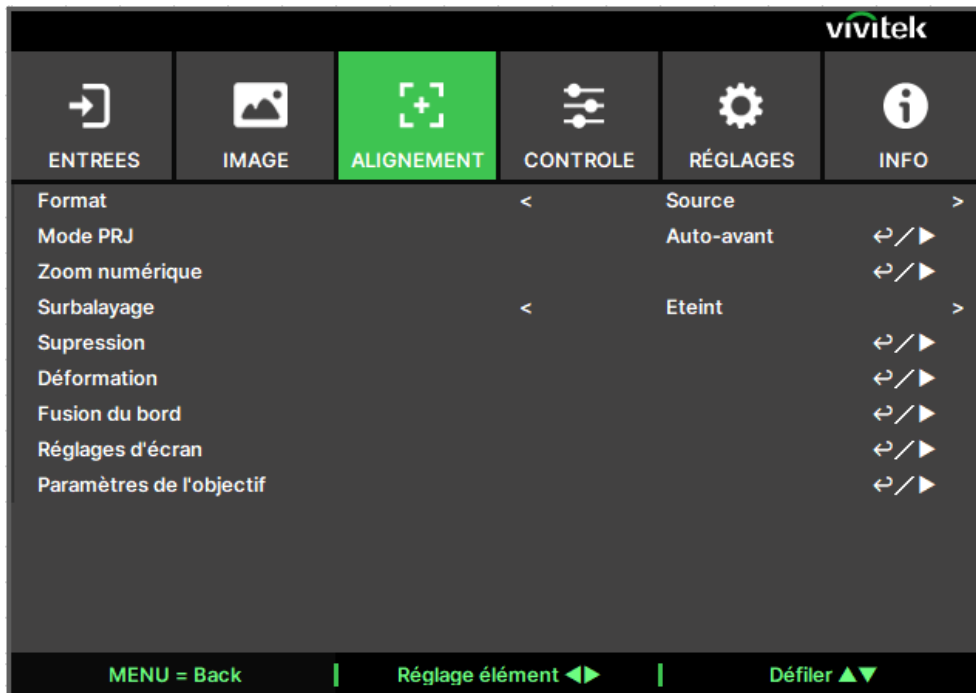 vivitek
ENTREES IMAGE ALIGNEMENT CONTROLE RÉGLAGES INFO
Format < Source >
Mode PRJ Auto-avant ↩/▶
Zoom numérique ↩/▶
Surbalayage < Eteint >
Supression ↩/▶
Déformation ↩/▶
Fusion du bord ↩/▶
Réglages d'écran ↩/▶
Paramètres de l'objectif ↩/▶
MENU = Back | Réglage élément ◀▶ | Défiler ▲▼